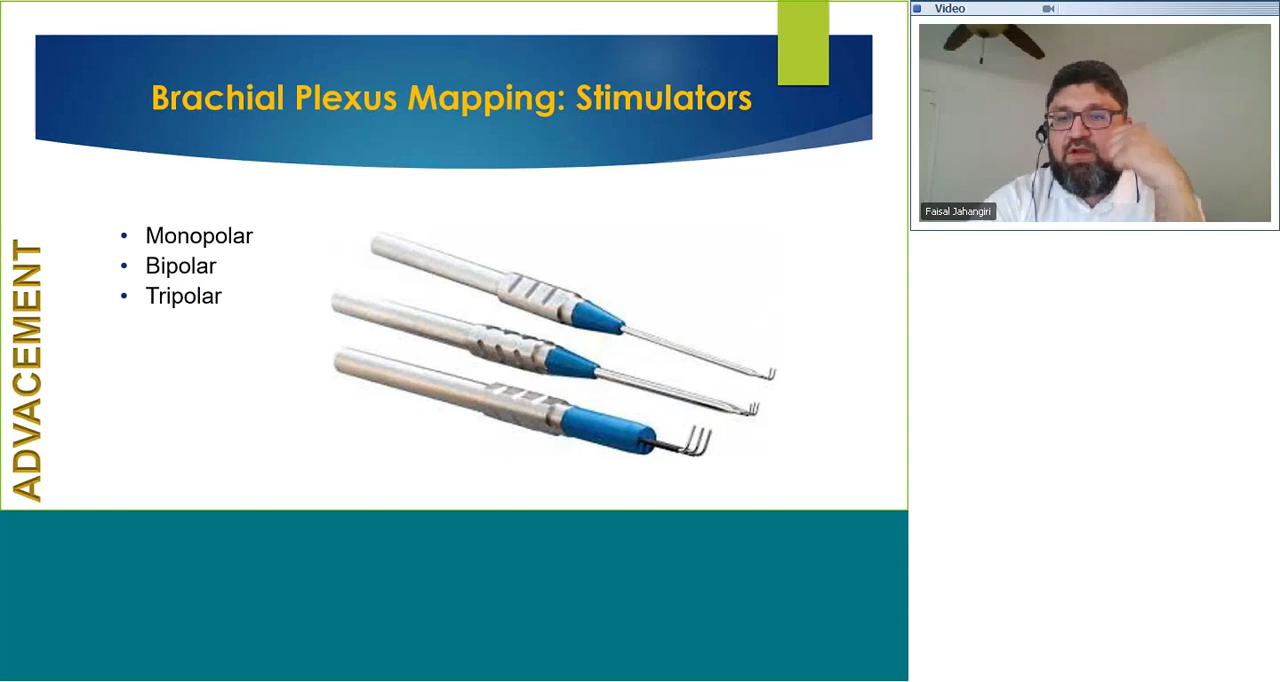 Brachial Plexus Mapping: Stimulators
• Monopolar
• Bipolar
• Tripolar
ADVACEMENT
Video
Faisal Jahangiri